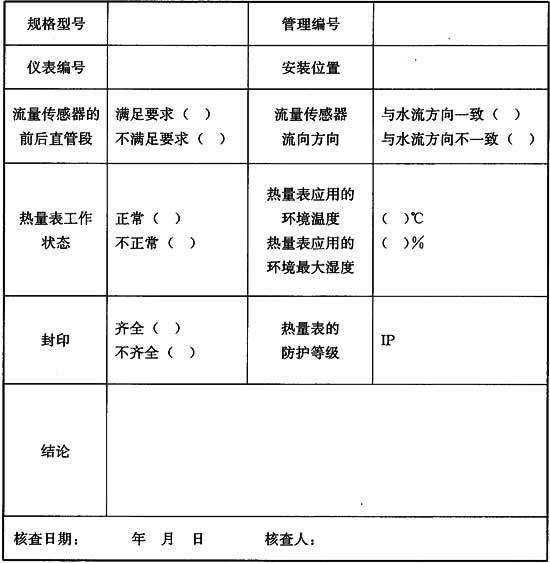 规格型号
管理编号
仪表编号
安装位置
流量传感器的
前后直管段
满足要求（ ）
不满足要求（ ）
流量传感器
流向方向
与水流方向一致（ ）
与水流方向不一致（ ）
热量表工作
状态
正常（ ）
不正常（ ）
热量表应用的
环境温度
热量表应用的
环境最大湿度
（ ）℃
（ ）%
封印
齐全（ ）
不齐全（ ）
热量表的
防护等级
IP
结论
核查日期： 年 月 日 核查人：